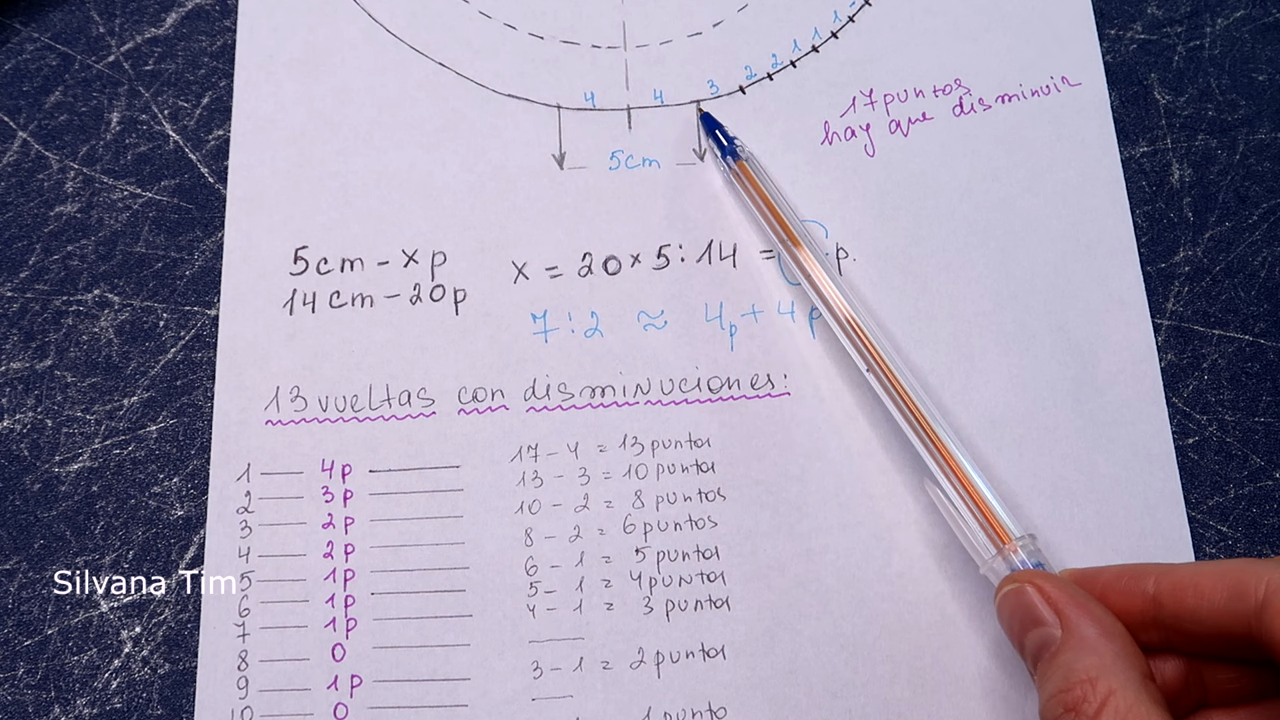 4 4 3 2 2 1 1 1
17 puntos
hay que disminuir
5cm
5cm - x p
14cm - 20p
x = 20 x 5 : 14 = p.
7 : 2 ≈ 4p + 4p
13 vueltas con disminuciones:
1 — 4p — 17 - 4 = 13 puntos
2 — 3p — 13 - 3 = 10 puntos
3 — 2p — 10 - 2 = 8 puntos
4 — 2p — 8 - 2 = 6 puntos
5 — 1p — 6 - 1 = 5 puntos
6 — 1p — 5 - 1 = 4 puntos
7 — 1p — 4 - 1 = 3 puntos
8 — 0 —
9 — 1p — 3 - 1 = 2 puntos
10 — 0 —
1 punto
Silvana Tim